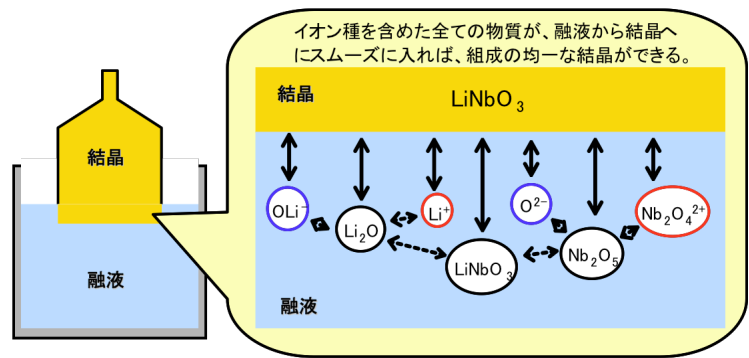 イオン種を含めた全ての物質が、融液から結晶へ
にスムーズに入れば、組成の均一な結晶ができる。
結晶
LiNbO3
結晶
OLi-
Li2O
Li+
O2-
Nb2O4 2+
LiNbO3
Nb2O5
融液
融液